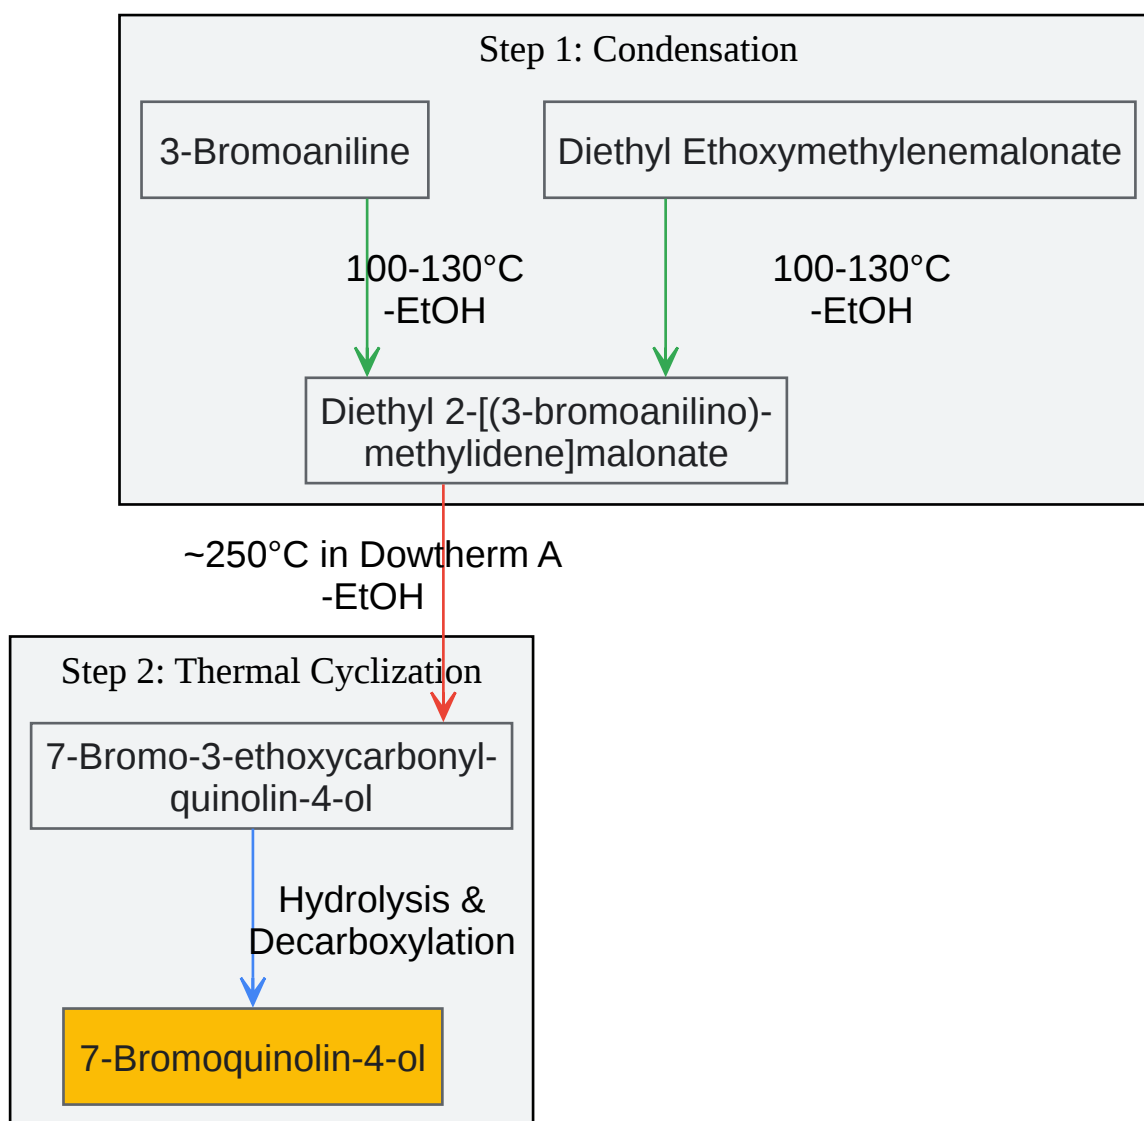 Step 1: Condensation
3-Bromoaniline
Diethyl Ethoxymethylenemalonate
100-130°C
-EtOH
100-130°C
-EtOH
Diethyl 2-[(3-bromoanilino)-
methylidene]malonate
~250°C in Dowtherm A
-EtOH
Step 2: Thermal Cyclization
7-Bromo-3-ethoxycarbonyl-
quinolin-4-ol
Hydrolysis &
Decarboxylation
7-Bromoquinolin-4-ol